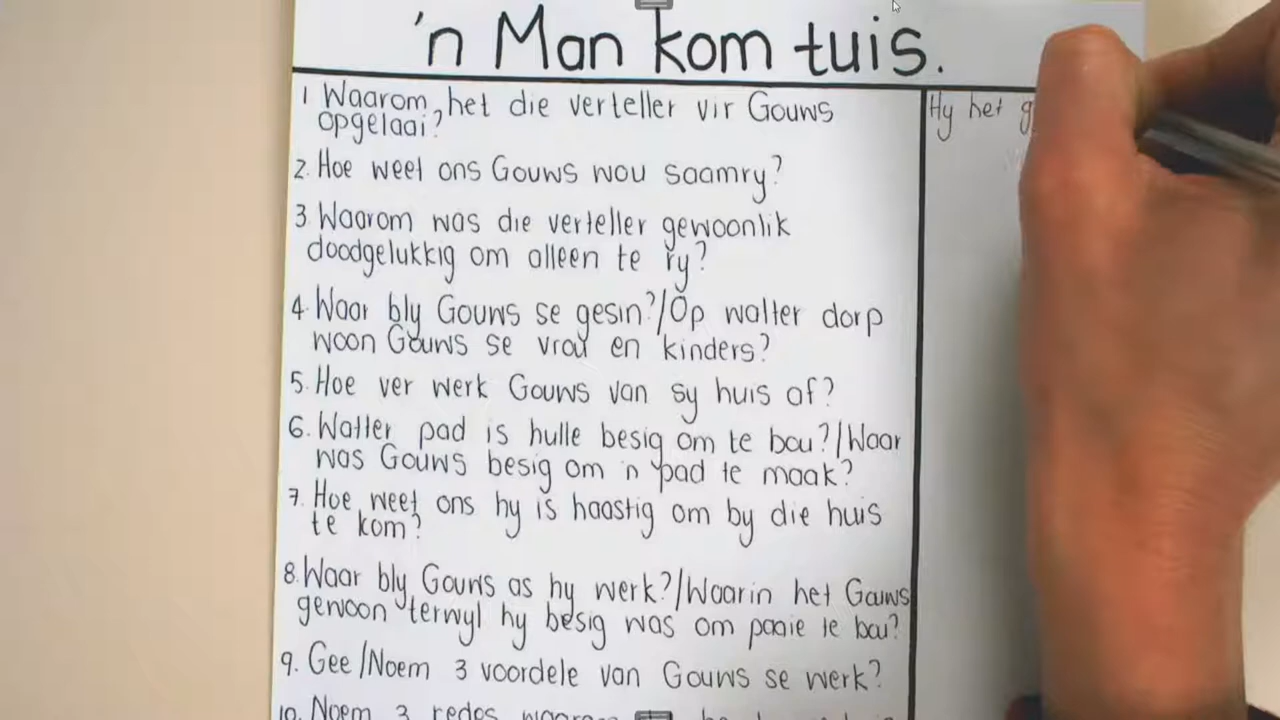 'n Man kom tuis.
1 Waarom het die verteller vir Gouws
opgelaai?
Hy het g
2. Hoe weet ons Gouws wou saamry?
3. Waarom was die verteller gewoonlik
doodgelukkig om alleen te ry?
4. Waar bly Gouws se gesin?/Op watter dorp
woon Gouws se vrou en kinders?
5. Hoe ver werk Gouws van sy huis af?
6. Watter pad is hulle besig om te bou?/Waar
was Gouws besig om 'n pad te maak?
7. Hoe weet ons hy is haastig om by die huis
te kom?
8. Waar bly Gouws as hy werk?/Waarin het Gouws
gewoon terwyl hy besig was om paaie te bou?
9. Gee/Noem 3 voordele van Gouws se werk?
10. Noem 3 redes